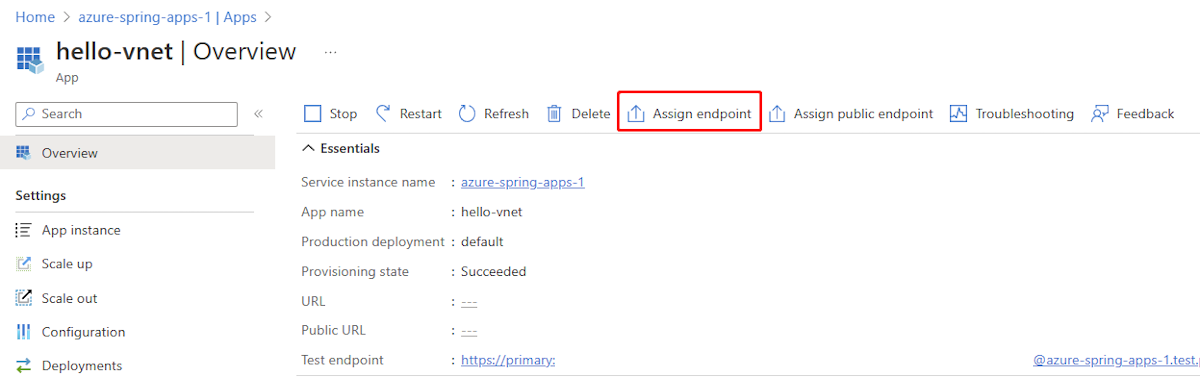 Home > azure-spring-apps-1 | Apps >
hello-vnet | Overview ...
App
Search «
Stop Restart Refresh Delete Assign endpoint Assign public endpoint Troubleshooting Feedback
Overview
Essentials
Settings
Service instance name : azure-spring-apps-1
App name : hello-vnet
App instance
Production deployment : default
Scale up
Provisioning state : Succeeded
Scale out
URL : ---
Configuration
Public URL : ---
Deployments
Test endpoint : https://primary: @azure-spring-apps-1.test.